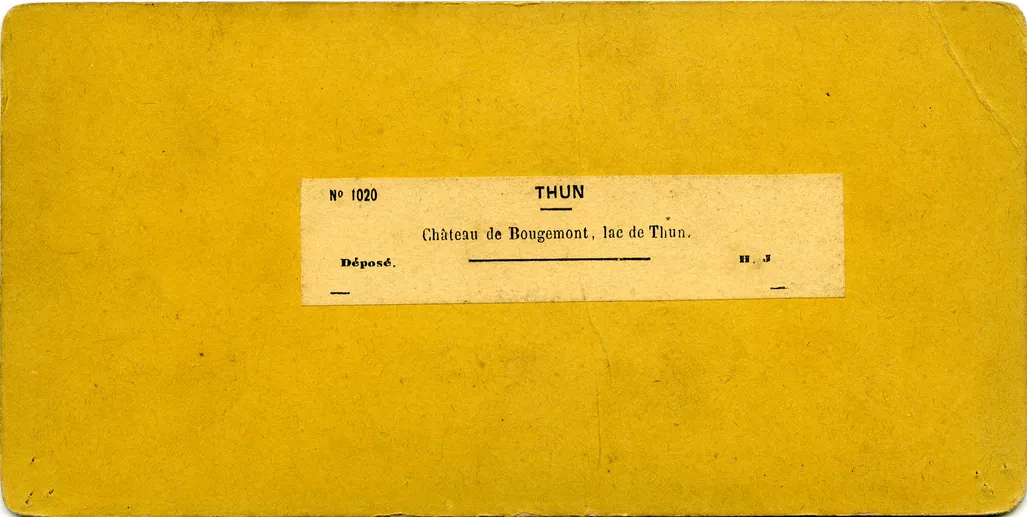 Nº 1020
THUN
Château de Bougemont, lac de Thun.
Déposé.
H. J